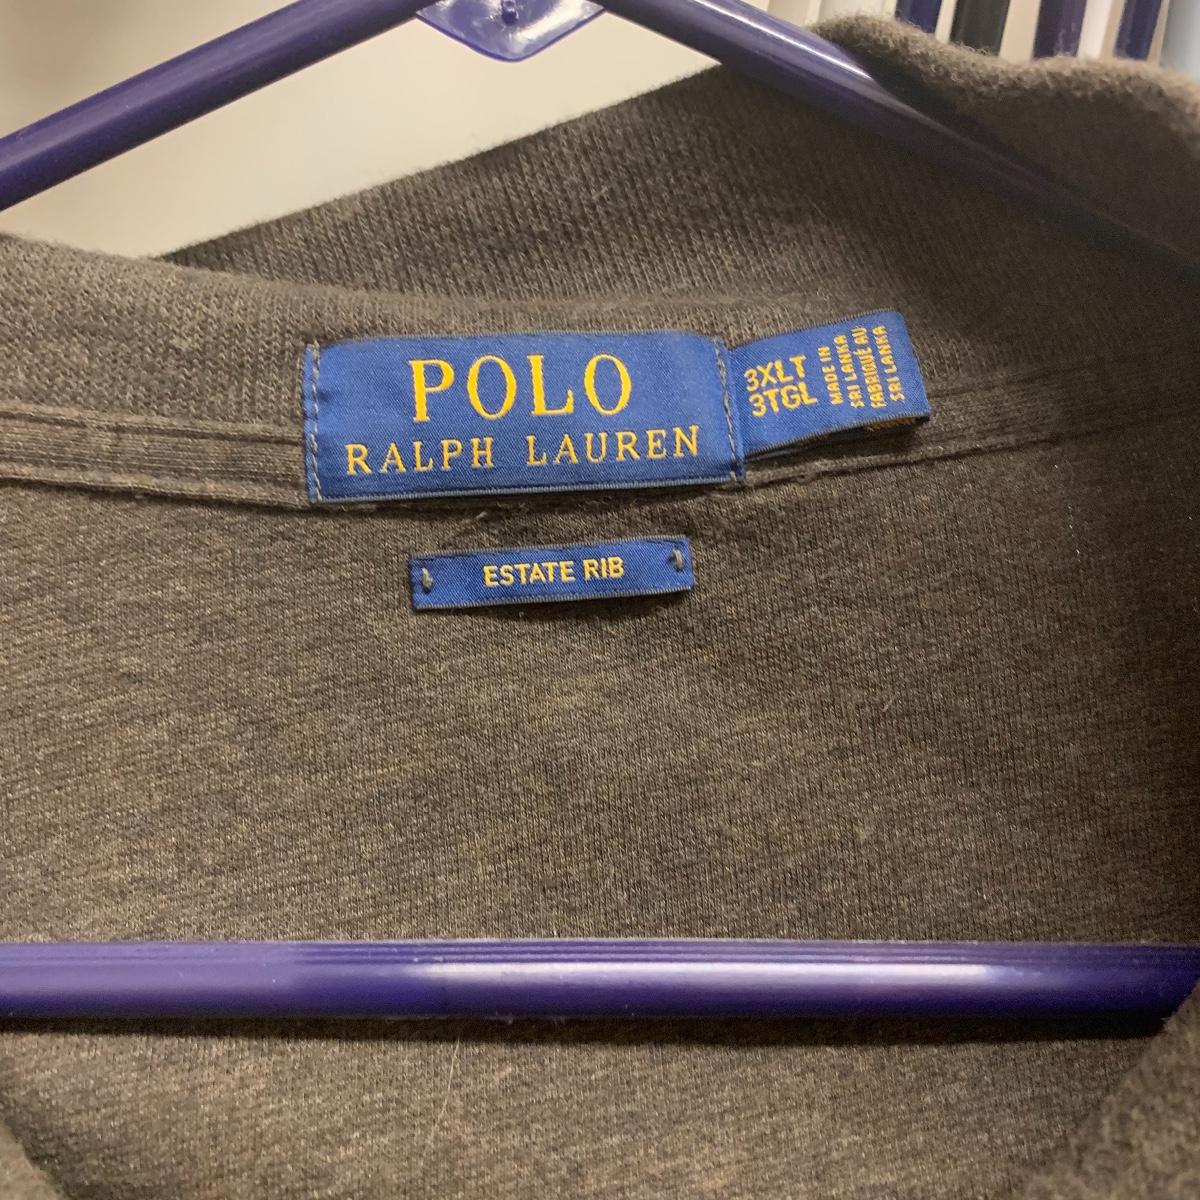 POLO
RALPH LAUREN
3XLT
3TGL
MADE IN
SRI LANKA
FABRIQUÉ AU
SRI LANKA
ESTATE RIB